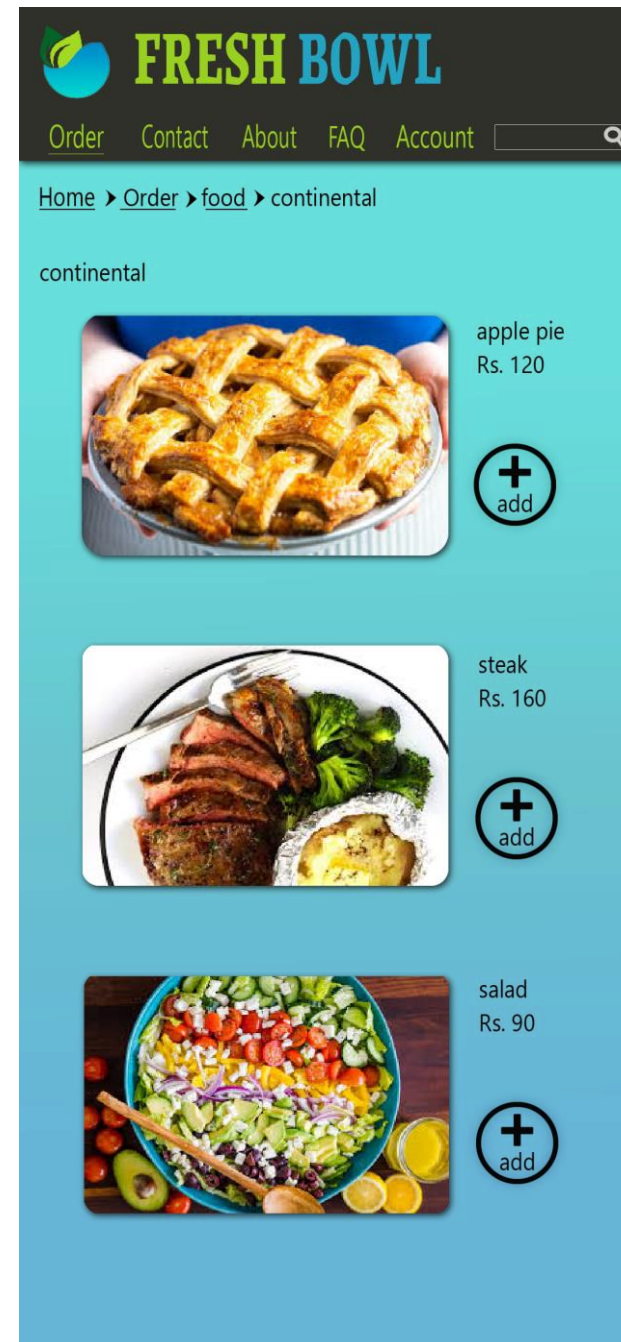 FRESH BOWL
Order Contact About FAQ Account
Home > Order > food > continental
continental
apple pie
Rs. 120
add
steak
Rs. 160
add
salad
Rs. 90
add